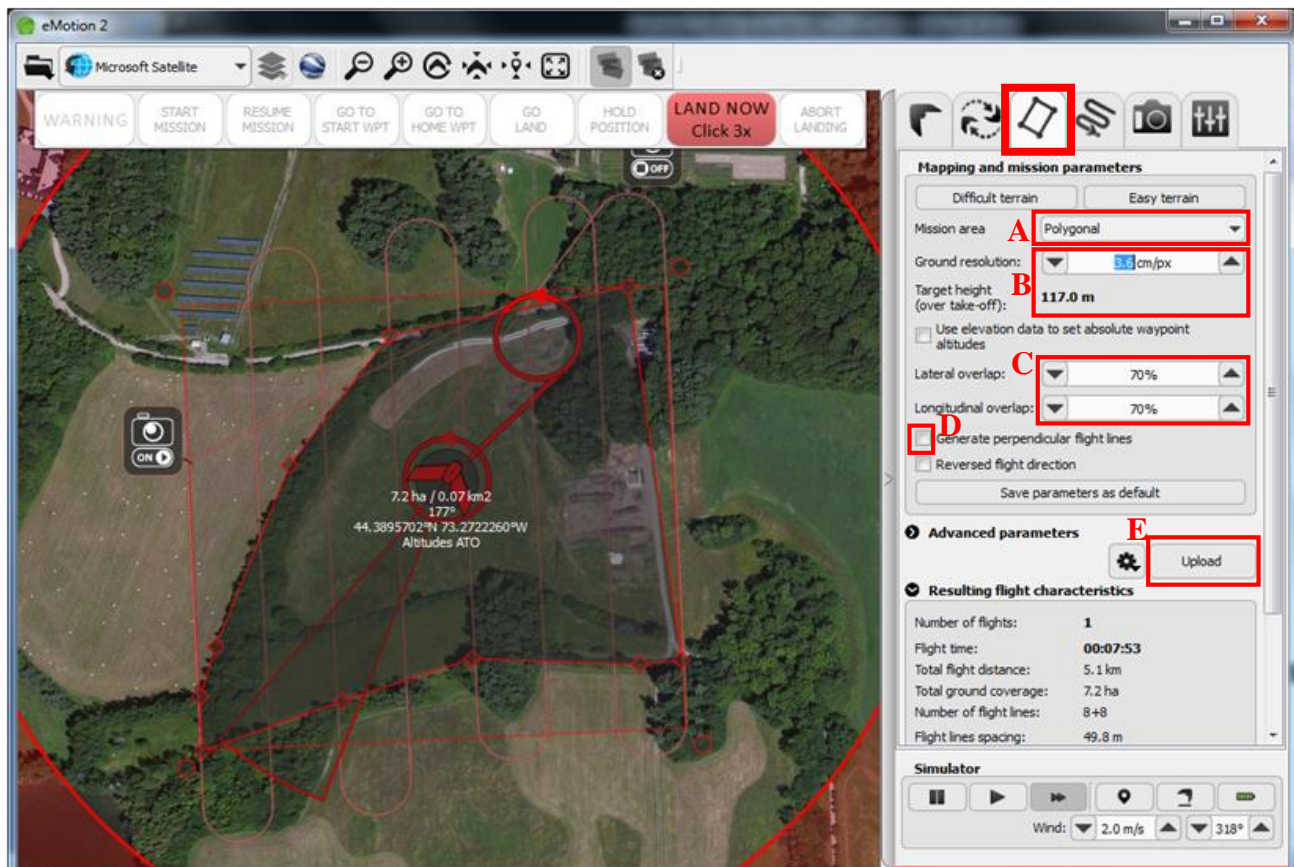 eMotion 2
Microsoft Satellite
WARNING
START MISSION
RESUME MISSION
GO TO START WPT
GO TO HOME WPT
GO LAND
HOLD POSITION
LAND NOW
Click 3x
ABORT LANDING
OFF
ON
7.2 ha / 0.07 km2
177°
44.3895702°N 73.2722260°W
Altitudes ATO
Mapping and mission parameters
Difficult terrain Easy terrain
Mission area A Polygonal
Ground resolution: 3.6 cm/px
B
Target height
(over take-off): 117.0 m
Use elevation data to set absolute waypoint
altitudes
Lateral overlap: C 70%
Longitudinal overlap: 70%
D
Generate perpendicular flight lines
Reversed flight direction
Save parameters as default
Advanced parameters
E
Upload
Resulting flight characteristics
Number of flights: 1
Flight time: 00:07:53
Total flight distance: 5.1 km
Total ground coverage: 7.2 ha
Number of flight lines: 8+8
Flight lines spacing: 49.8 m
Simulator
Wind: 2.0 m/s 318°